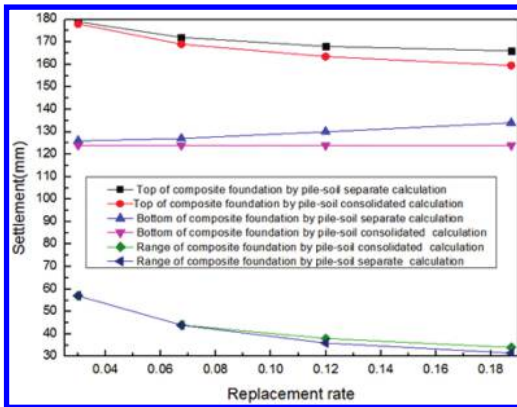 180
170
160
150
140
130
120
110
100
90
80
70
60
50
40
30
Settlement(mm)
Top of composite foundation by pile-soil separate calculation
Top of composite foundation by pile-soil consolidated calculation
Bottom of composite foundation by pile-soil separate calculation
Bottom of composite foundation by pile-soil consolidated calculation
Range of composite foundation by pile-soil consolidated calculation
Range of composite foundation by pile-soil separate calculation
0.04 0.06 0.08 0.10 0.12 0.14 0.16 0.18
Replacement rate